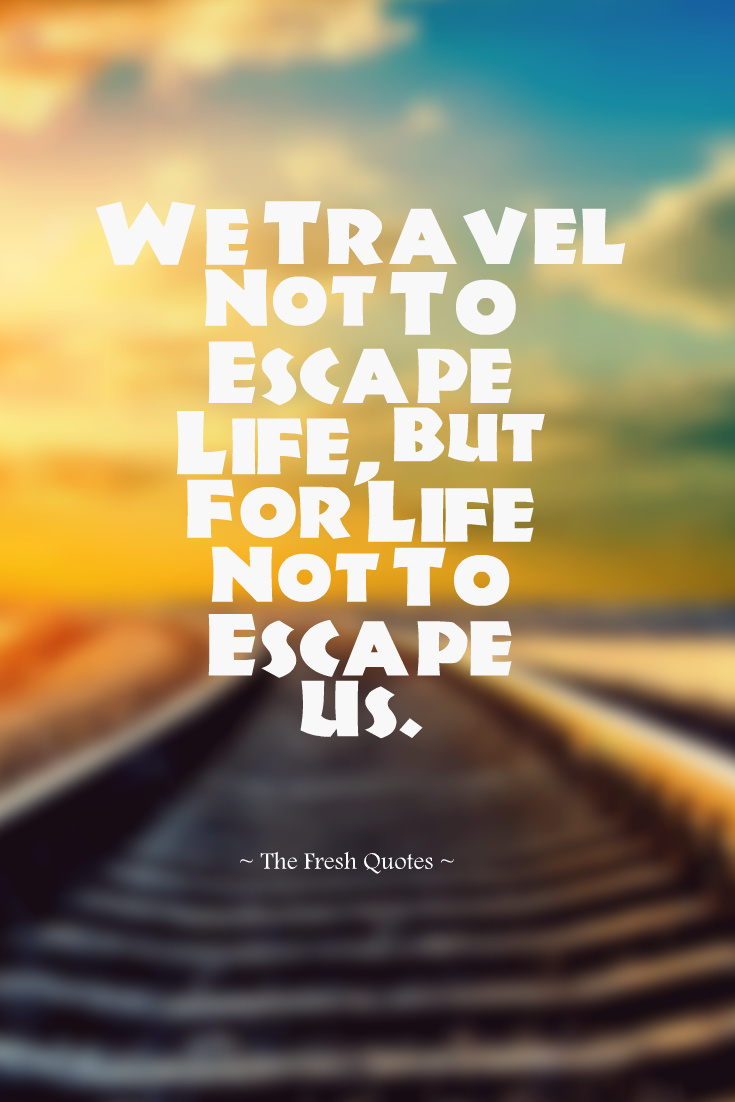 We Travel
Not To
Escape
Life, But
For Life
Not To
Escape
Us.
~ The Fresh Quotes ~